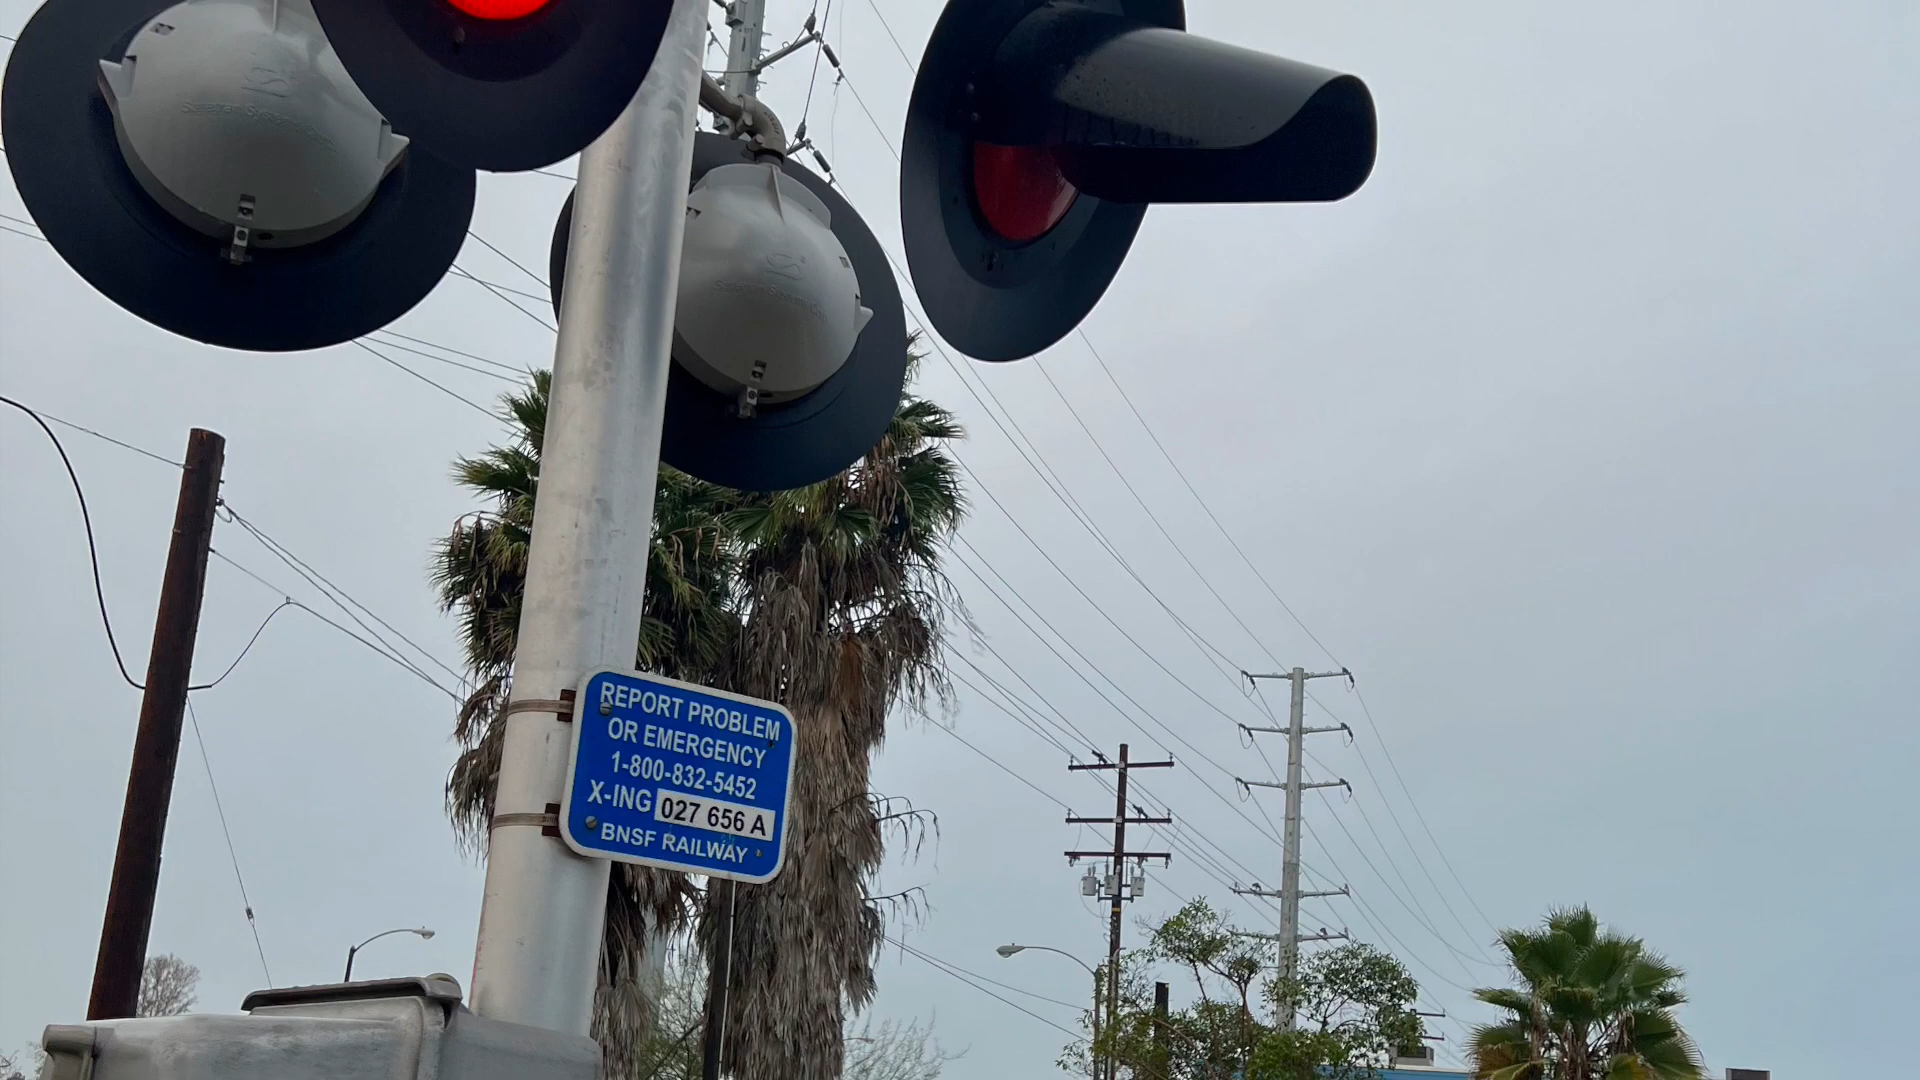 REPORT PROBLEM
OR EMERGENCY
1-800-832-5452
X-ING 027 656 A
BNSF RAILWAY